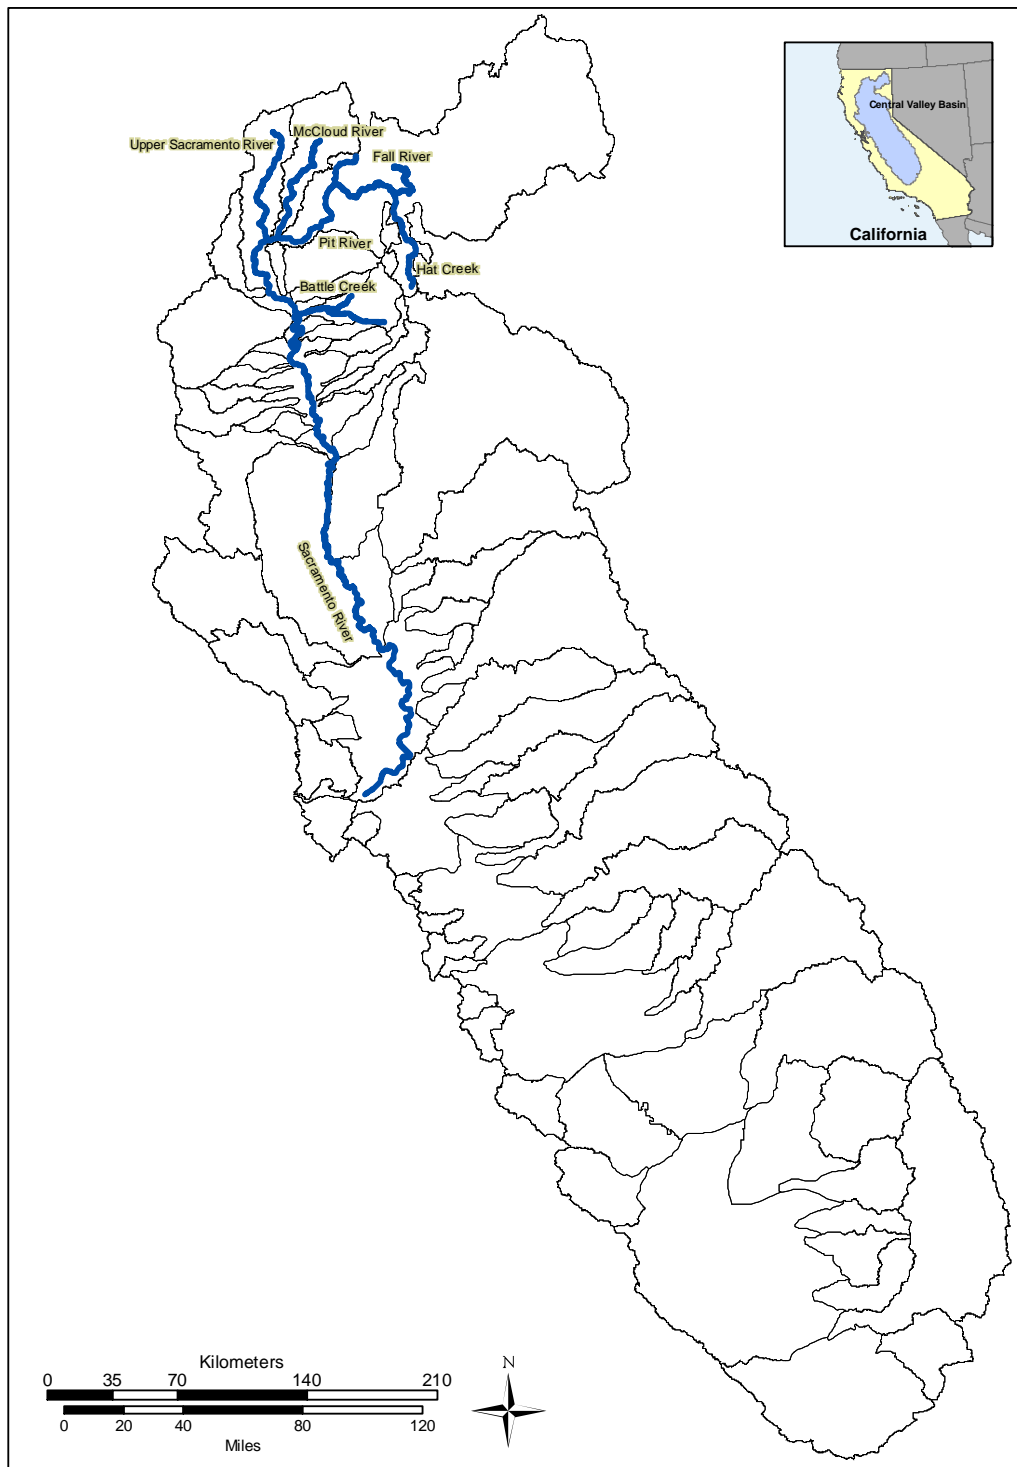 Central Valley Basin
California
McCloud River
Upper Sacramento River
Fall River
Pit River
Hat Creek
Battle Creek
Sacramento River
Kilometers
0 35 70 140 210
0 20 40 80 120
Miles
N